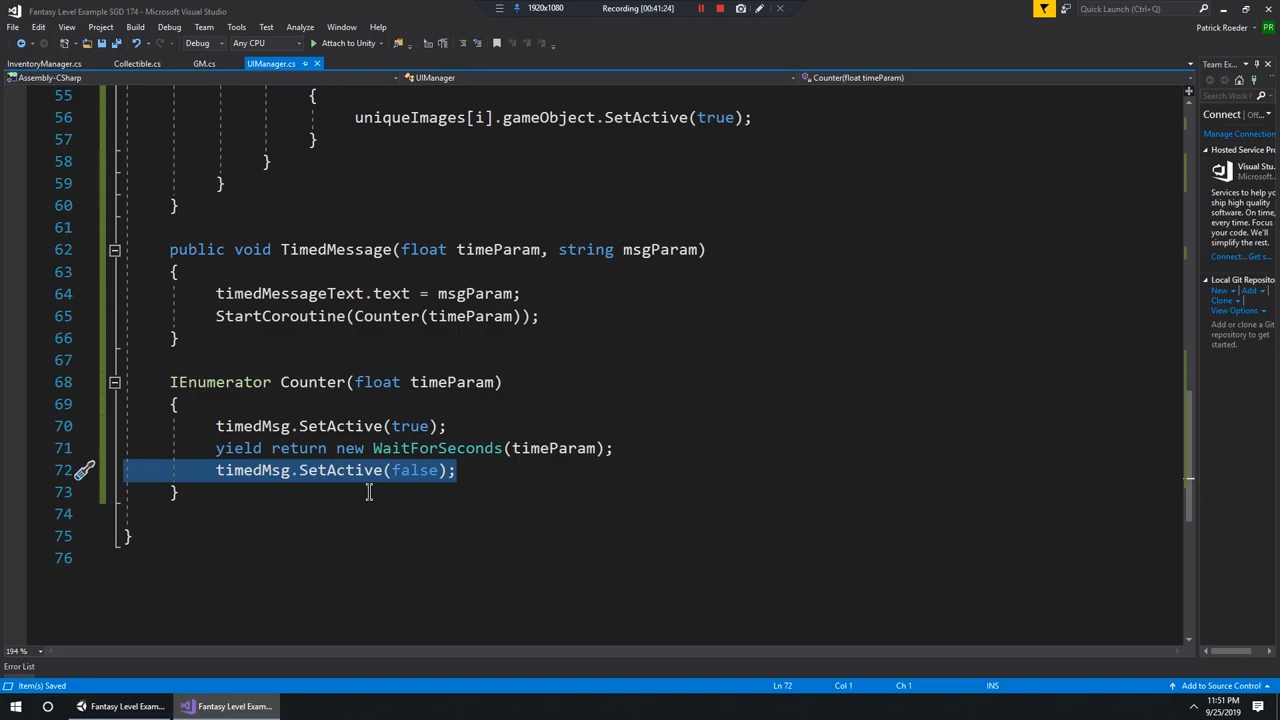 Fantasy Level Example SGD 174 - Microsoft Visual Studio
1920x1080
Recording [00:41:24]
Quick Launch (Ctrl+Q)
File Edit View Project Build Debug Team Tools Test Analyze Window Help
Patrick Roeder
PR
Debug
Any CPU
Attach to Unity
InventoryManager.cs Collectible.cs GM.cs UIManager.cs
Assembly-CSharp
UIManager
Counter(float timeParam)
55 {
56 uniqueImages[i].gameObject.SetActive(true);
57 }
58 }
59 }
60 }
61
62 public void TimedMessage(float timeParam, string msgParam)
63 {
64 timedMessageText.text = msgParam;
65 StartCoroutine(Counter(timeParam));
66 }
67
68 IEnumerator Counter(float timeParam)
69 {
70 timedMsg.SetActive(true);
71 yield return new WaitForSeconds(timeParam);
72 timedMsg.SetActive(false);
73 }
74
75 }
76
194 %
Team Ex...
Search Work
Connect | Off...
Manage Connection
Hosted Service Pr
Visual Stu
Microsoft..
Services to help yo
ship high quality
software. On time,
every time. Focus
your code. We'll
simplify the rest.
Connect... Get s...
Local Git Reposito
New Add
Clone
View Options
Add or clone a Git
repository to get
started.
Error List
Item(s) Saved
Ln 72 Col 1 Ch 1 INS
Add to Source Control
Fantasy Level Exam...
Fantasy Level Exam...
11:51 PM
9/25/2019